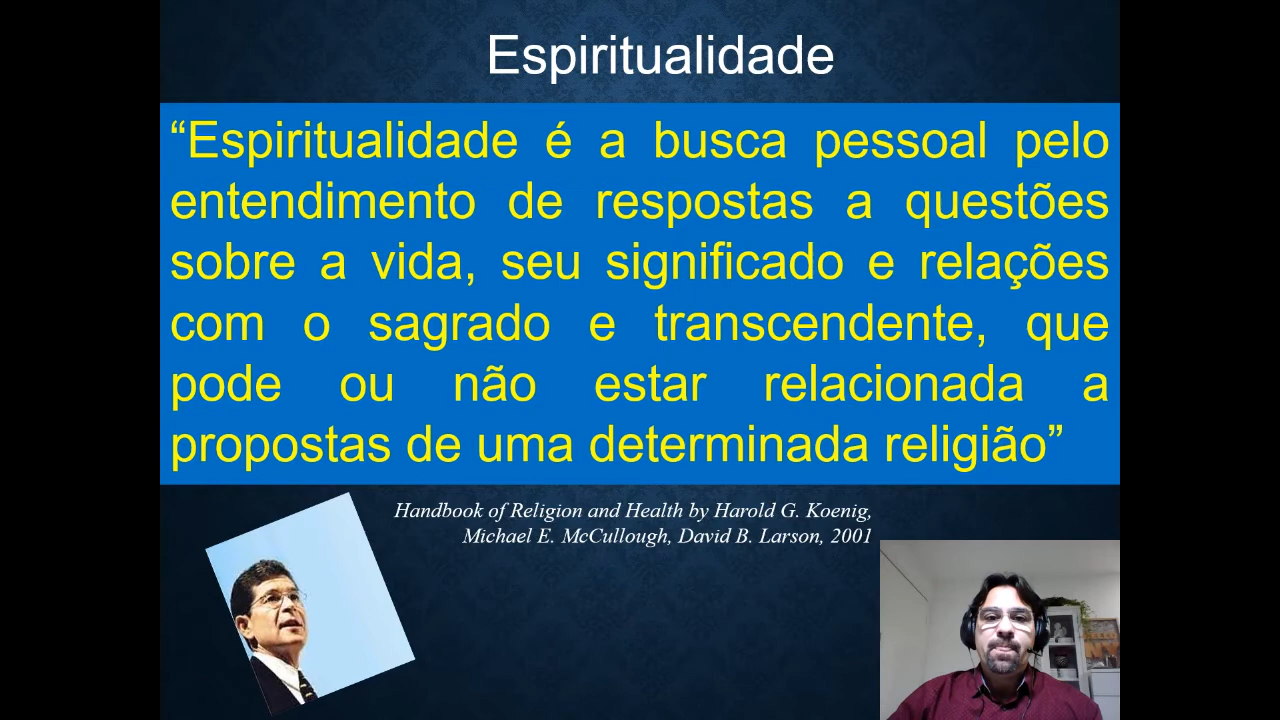 Espiritualidade
“Espiritualidade é a busca pessoal pelo
entendimento de respostas a questões
sobre a vida, seu significado e relações
com o sagrado e transcendente, que
pode ou não estar relacionada a
propostas de uma determinada religião”
Handbook of Religion and Health by Harold G. Koenig,
Michael E. McCullough, David B. Larson, 2001